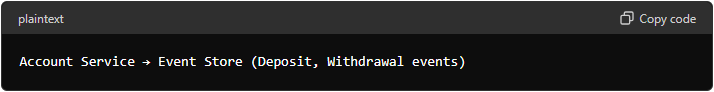 plaintext
Copy code
Account Service → Event Store (Deposit, Withdrawal events)